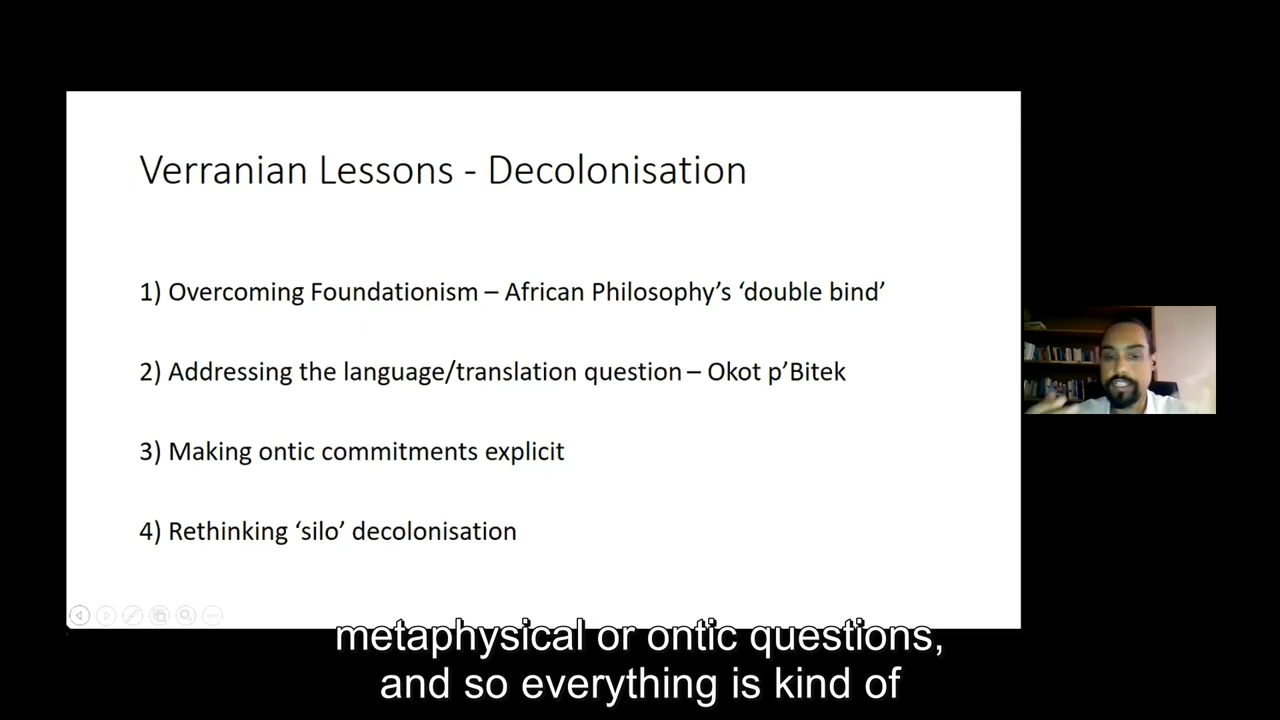 Verranian Lessons - Decolonisation
1) Overcoming Foundationism – African Philosophy's 'double bind'
2) Addressing the language/translation question – Okot p'Bitek
3) Making ontic commitments explicit
4) Rethinking 'silo' decolonisation
metaphysical or ontic questions,
and so everything is kind of